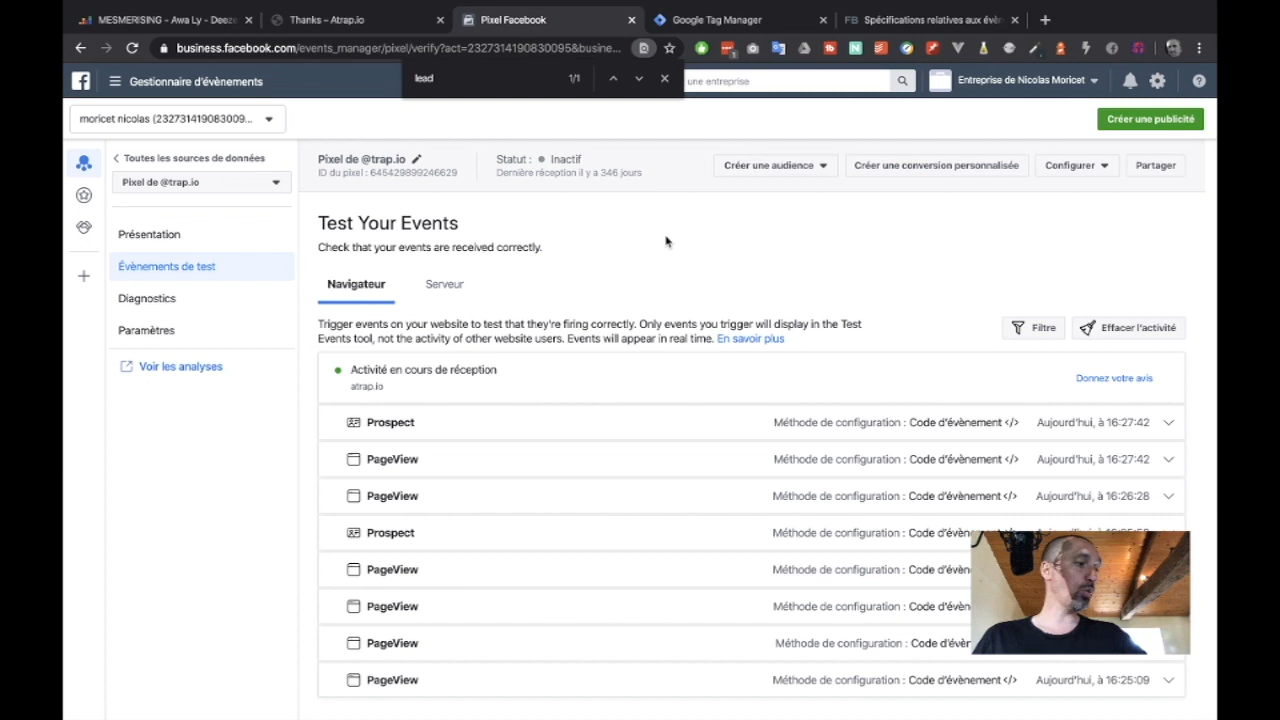 MESMERISING - Awa Ly - Deeze
Thanks – Atrap.io
Pixel Facebook
Google Tag Manager
Spécifications relatives aux évèn
business.facebook.com/events_manager/pixel/verify?act=2327314190830095&busine...
lead
1/1
Gestionnaire d'évènements
une entreprise
Entreprise de Nicolas Moricet
moricet nicolas (232731419083009...
Créer une publicité
Toutes les sources de données
Pixel de @trap.io
Présentation
Évènements de test
Diagnostics
Paramètres
Voir les analyses
Pixel de @trap.io
ID du pixel : 645429899246629
Statut : Inactif
Dernière réception il y a 346 jours
Créer une audience
Créer une conversion personnalisée
Configurer
Partager
Test Your Events
Check that your events are received correctly.
Navigateur
Serveur
Trigger events on your website to test that they're firing correctly. Only events you trigger will display in the Test
Events tool, not the activity of other website users. Events will appear in real time. En savoir plus
Filtre
Effacer l'activité
Activité en cours de réception
atrap.io
Donnez votre avis
Prospect Méthode de configuration : Code d'évènement </> Aujourd'hui, à 16:27:42
PageView Méthode de configuration : Code d'évènement </> Aujourd'hui, à 16:27:42
PageView Méthode de configuration : Code d'évènement </> Aujourd'hui, à 16:26:28
Prospect Méthode de configuration : Code d'évèn
PageView Méthode de configuration : Code d'évèn
PageView Méthode de configuration : Code d'évèn
PageView Méthode de configuration : Code d'évèr
PageView Méthode de configuration : Code d'évènement </> Aujourd'hui, à 16:25:09